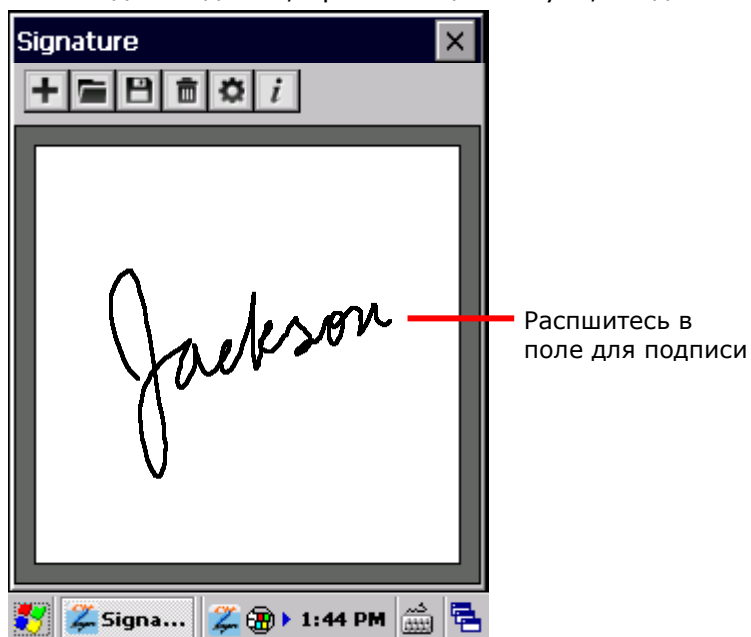 Signature
Jackson
Распшитесь в
поле для подписи
Signa...
1:44 PM